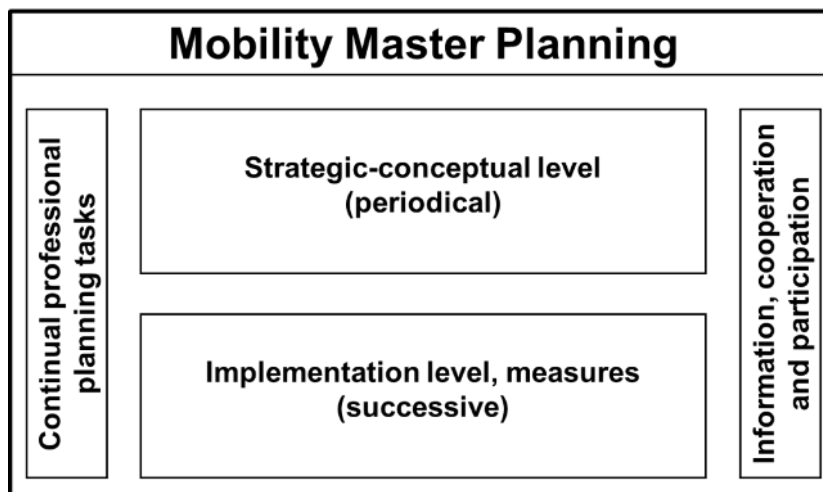 Mobility Master Planning
Continual professional
planning tasks
Strategic-conceptual level
(periodical)
Implementation level, measures
(successive)
Information, cooperation
and participation